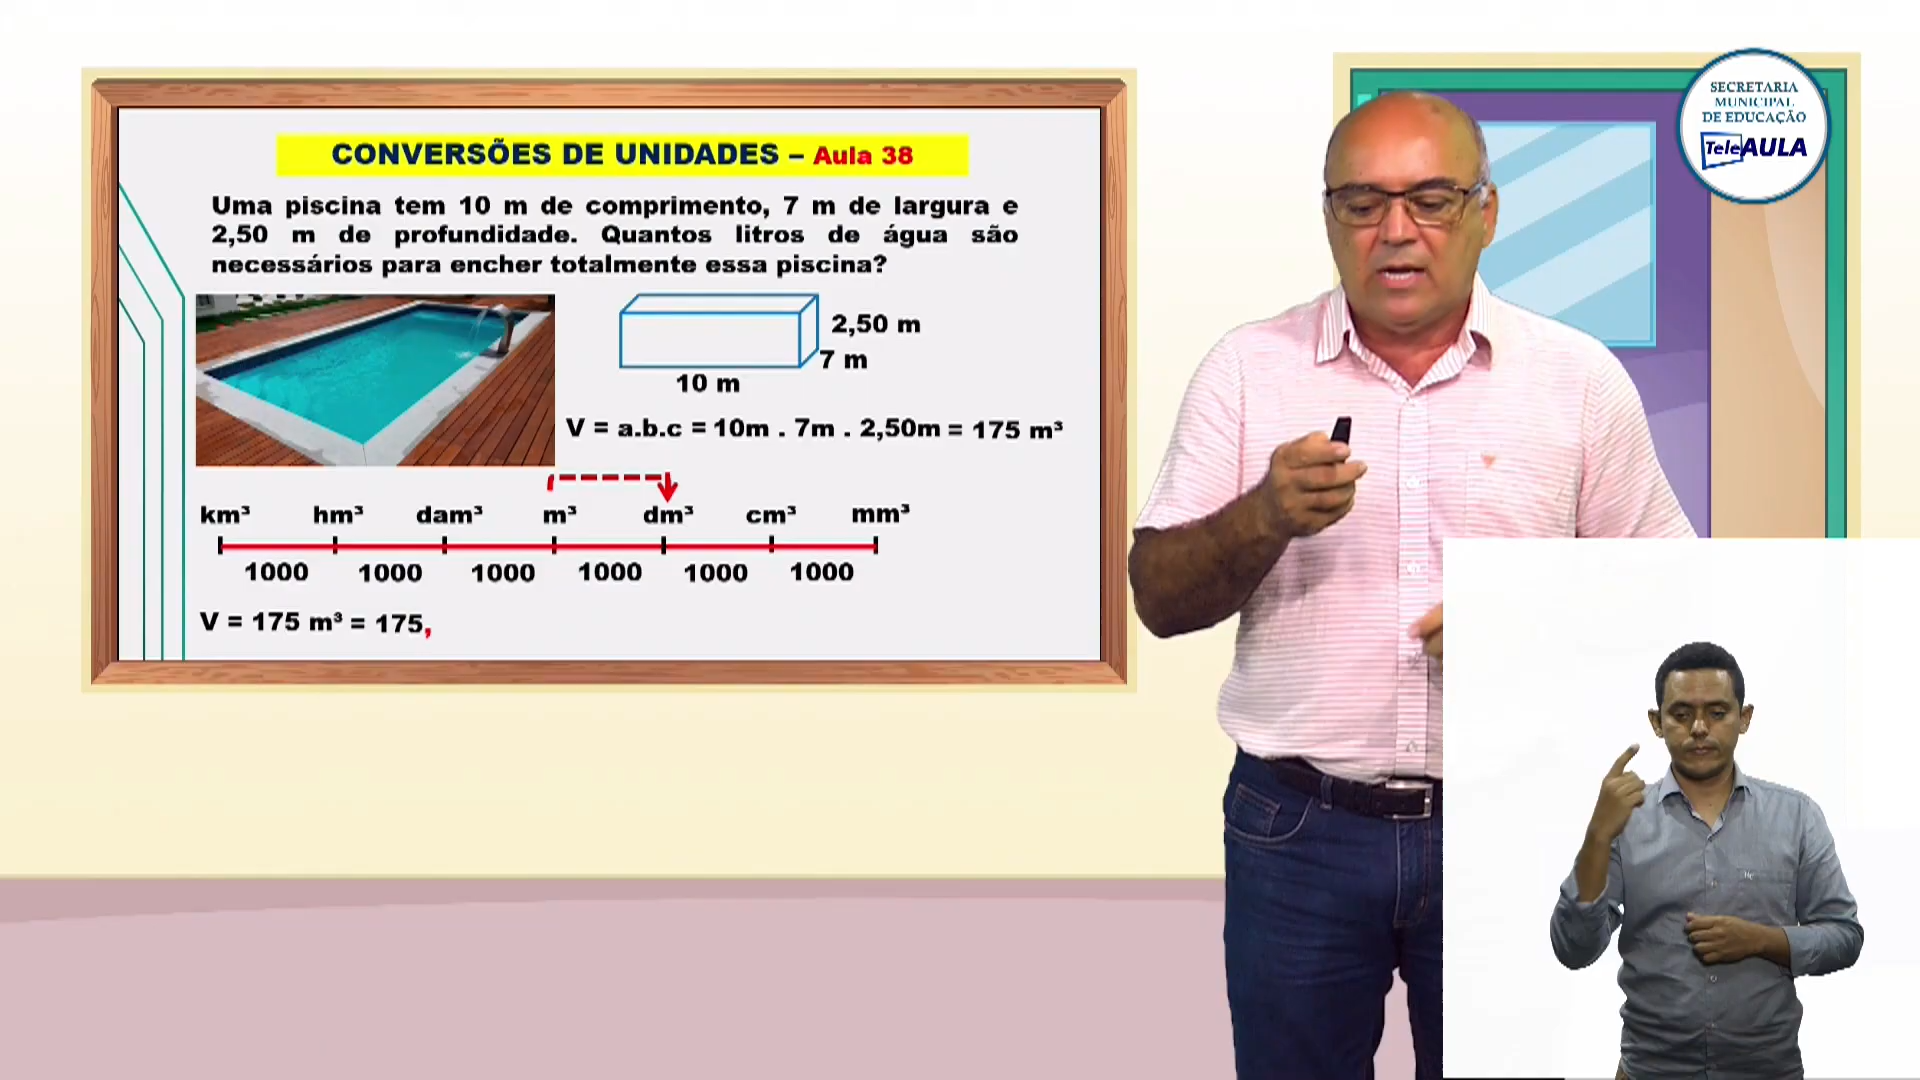 CONVERSÕES DE UNIDADES – Aula 38
Uma piscina tem 10 m de comprimento, 7 m de largura e
2,50 m de profundidade. Quantos litros de água são
necessários para encher totalmente essa piscina?
2,50 m
7 m
10 m
V = a.b.c = 10m . 7m . 2,50m = 175 m³
km³ hm³ dam³ m³ dm³ cm³ mm³
1000 1000 1000 1000 1000 1000
V = 175 m³ = 175,
SECRETARIA
MUNICIPAL
DE EDUCAÇÃO
TeleAULA